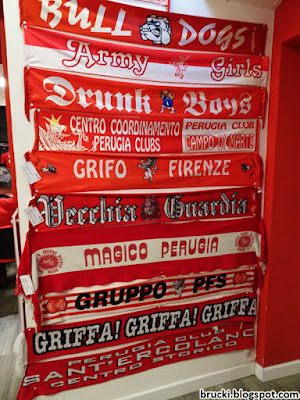 BULL DOGS
Army Girls
Drunk Boys
CENTRO COORDINAMENTO
PERUGIA CLUBS
PERUGIA CLUB
CAMPO DI MARTE
GRIFO FIRENZE
Vecchia Guardia
MAGICO PERUGIA
GRUPPO PFS
GRIFFA! GRIFFA! GRIFFA
PERUGIA CLUB
SANT'ERCOLANO
CENTRO STORICO
brucki.blogspot.com